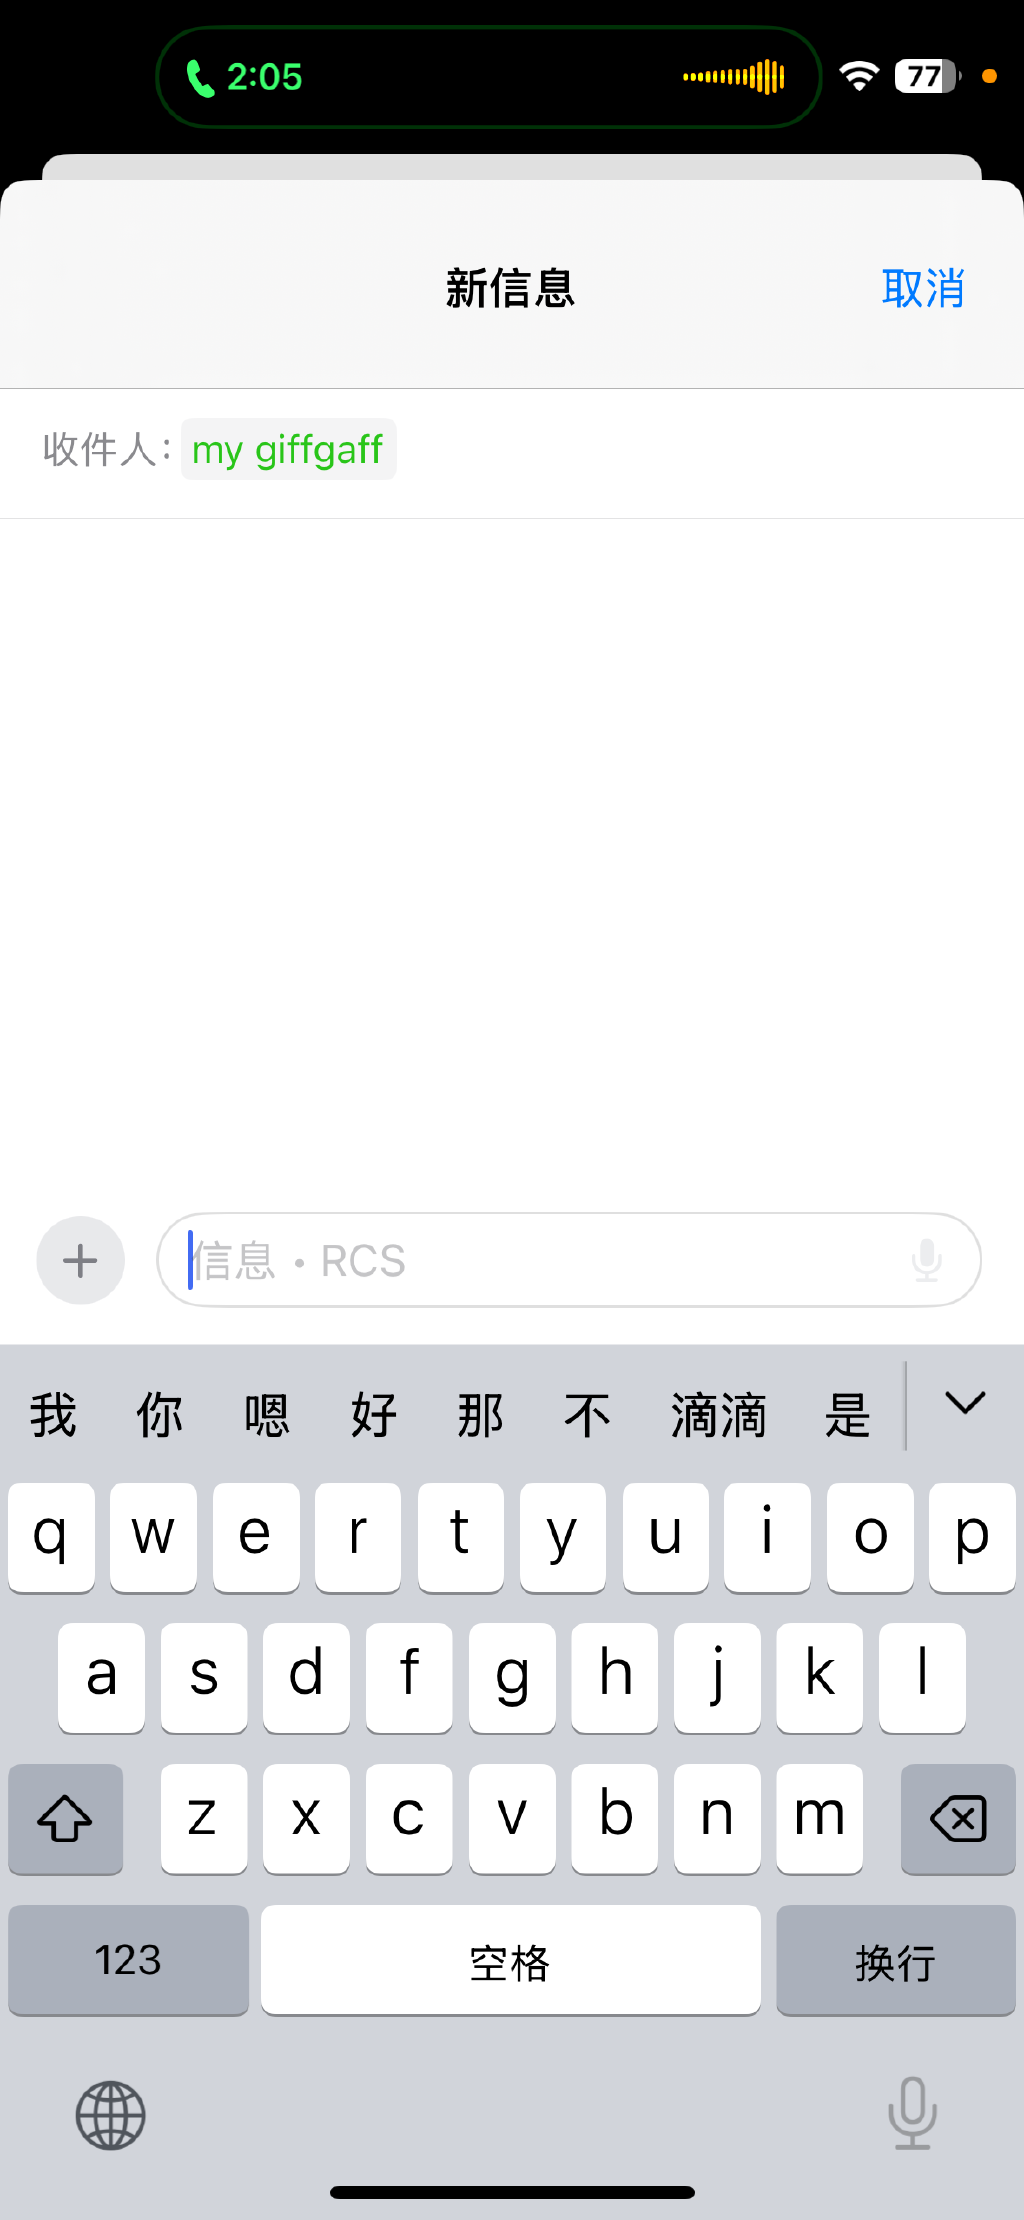 2:05
77
新信息
取消
收件人: my giffgaff
信息 • RCS
我 你 嗯 好 那 不 滴滴 是
q w e r t y u i o p
a s d f g h j k l
z x c v b n m
123 空格 换行